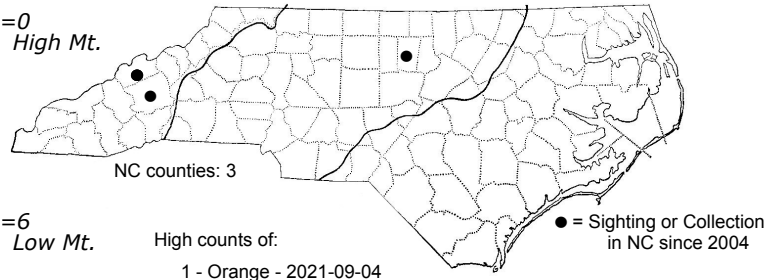 =0
High Mt.
NC counties: 3
=6
Low Mt.
High counts of:
1 - Orange - 2021-09-04
● = Sighting or Collection
in NC since 2004